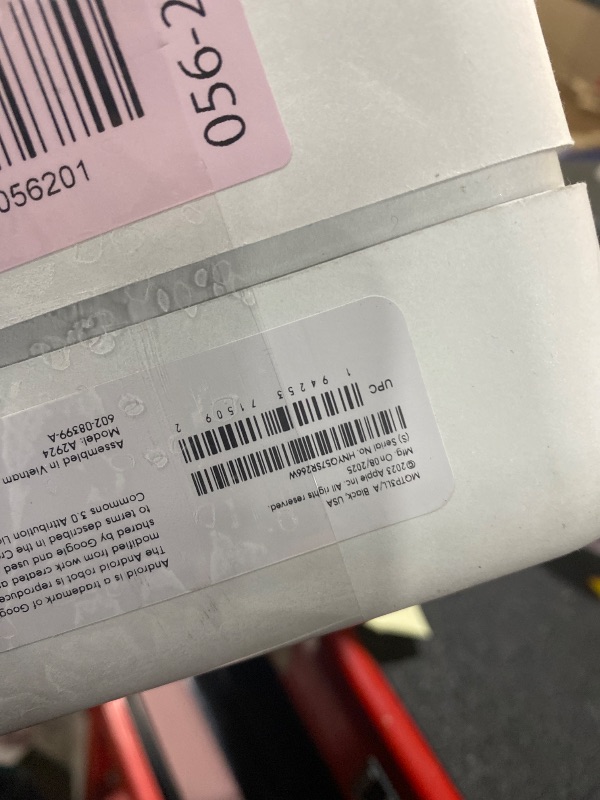 056201
056-2
MQTP3LL/A Black, USA
©2023 Apple Inc. All rights reserved.
Mfg. On:08/2025
(S) Serial No. HNYQ57SR266W
UPC
1 94253 71509 2
602-08399-A
Model: A2924
Assembled in Vietnam
The Android robot is reproduce
modified from work created a
shared by Google and used
to terms described in the Cr
Commons 3.0 Attribution Li
Android is a trademark of Goog